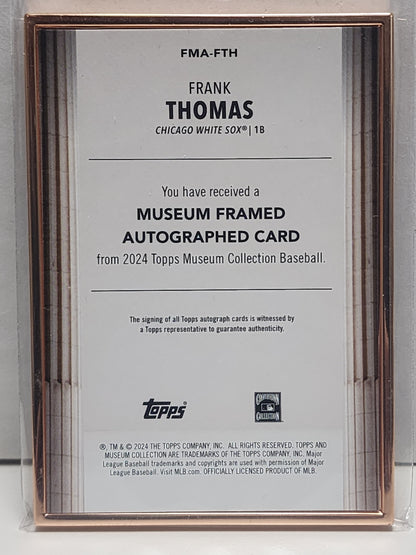 FMA-FTH
FRANK
THOMAS
CHICAGO WHITE SOX® | 1B
You have received a
MUSEUM FRAMED
AUTOGRAPHED CARD
from 2024 Topps Museum Collection Baseball.
The signing of all Topps autograph cards is witnessed by
a Topps representative to guarantee authenticity.
topps
COOPERSTOWN
COLLECTION
®, TM & © 2024 THE TOPPS COMPANY, INC. ALL RIGHTS RESERVED. TOPPS AND
MUSEUM COLLECTION ARE TRADEMARKS OF THE TOPPS COMPANY, INC. Major
League Baseball trademarks and copyrights are used with permission of Major
League Baseball. Visit MLB.com. OFFICIALLY LICENSED PRODUCT OF MLB.